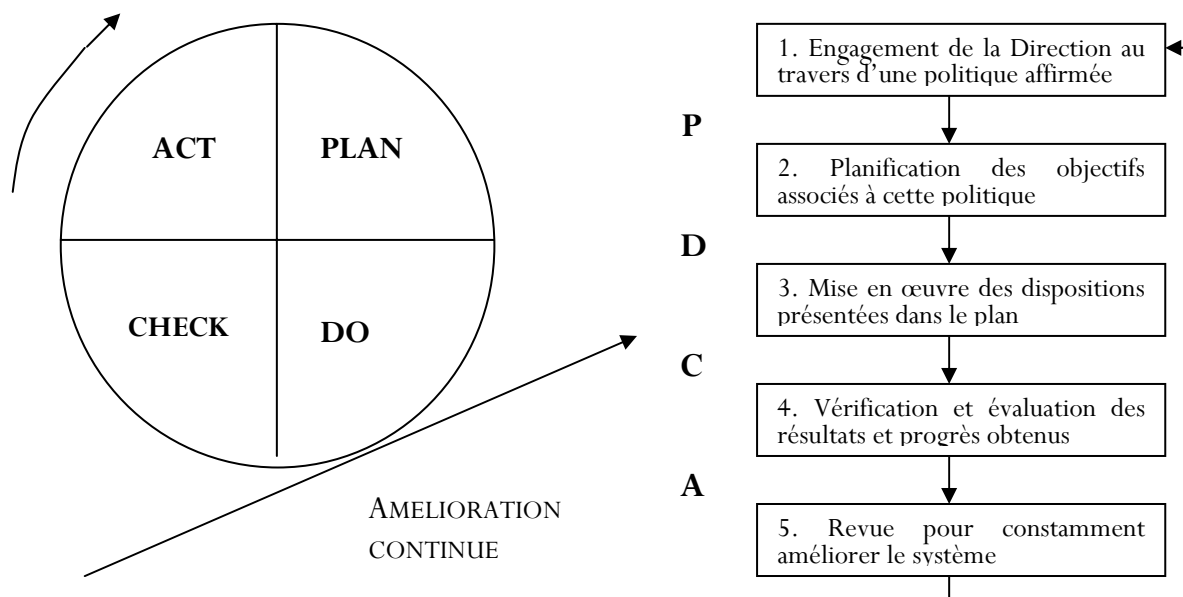 ACT
PLAN
CHECK
DO
AMELIORATION
CONTINUE
1. Engagement de la Direction au
travers d'une politique affirmée
P
2. Planification des objectifs
associés à cette politique
D
3. Mise en œuvre des dispositions
présentées dans le plan
C
4. Vérification et évaluation des
résultats et progrès obtenus
A
5. Revue pour constamment
améliorer le système